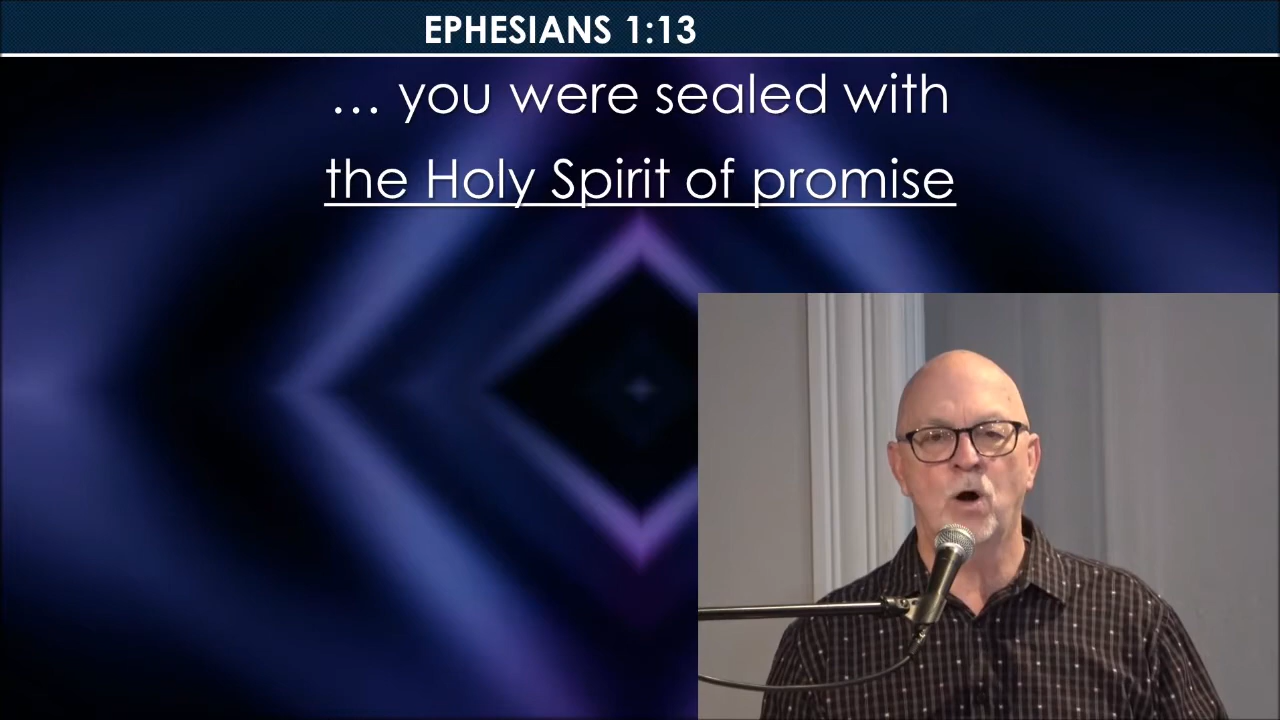 EPHESIANS 1:13
… you were sealed with
the Holy Spirit of promise